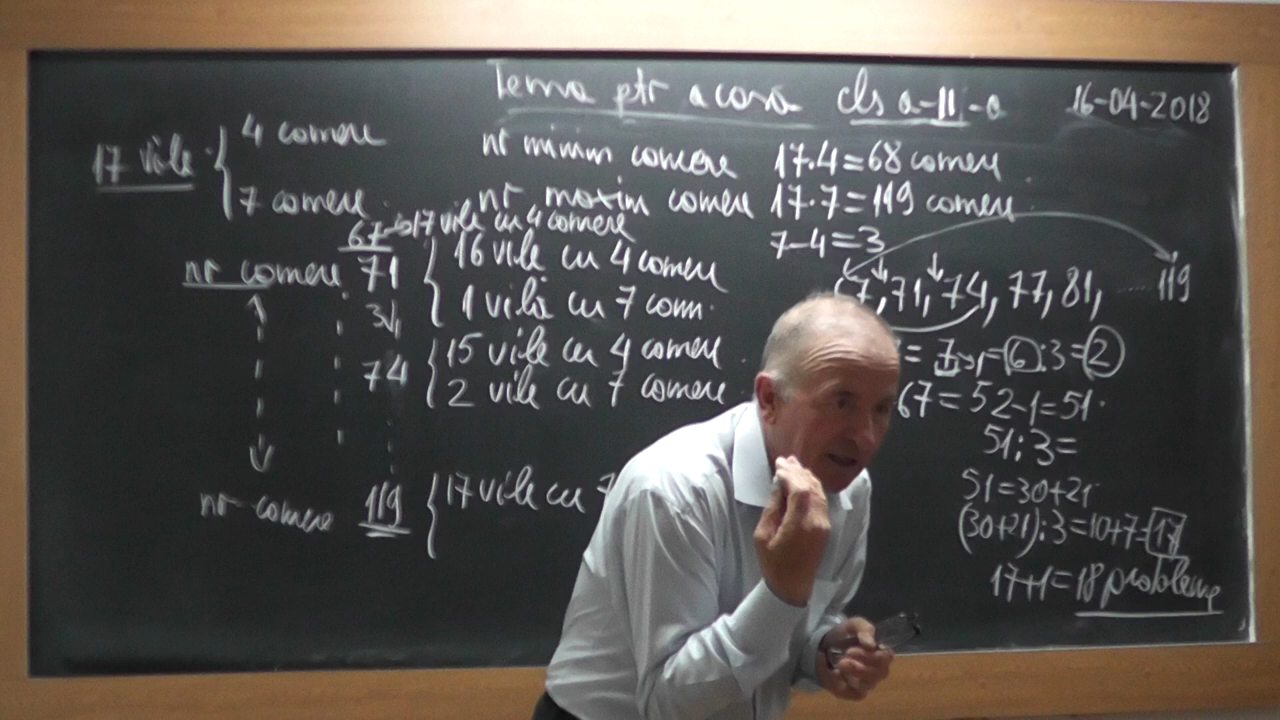 Tema ptr acasă cls a-II-a 16-04-2018
17 vile { 4 camere
7 camere
nr minim camere 17·4=68 camere
nr maxim camere 17·7=119 camere
7-4=3
67→17 vile cu 4 camere
nr camere 71 { 16 vile cu 4 camere
1 vilă cu 7 cam.
3↓
74 { 15 vile cu 4 camere
2 vile cu 7 camere
nr camere 119 { 17 vile cu 7
67, 71, 74, 77, 81, ..... 119
= 7-1=6:3=2
67=52-1=51.
51:3=
51=30+21
(30+21):3=10+7=17
17+1=18 probleme